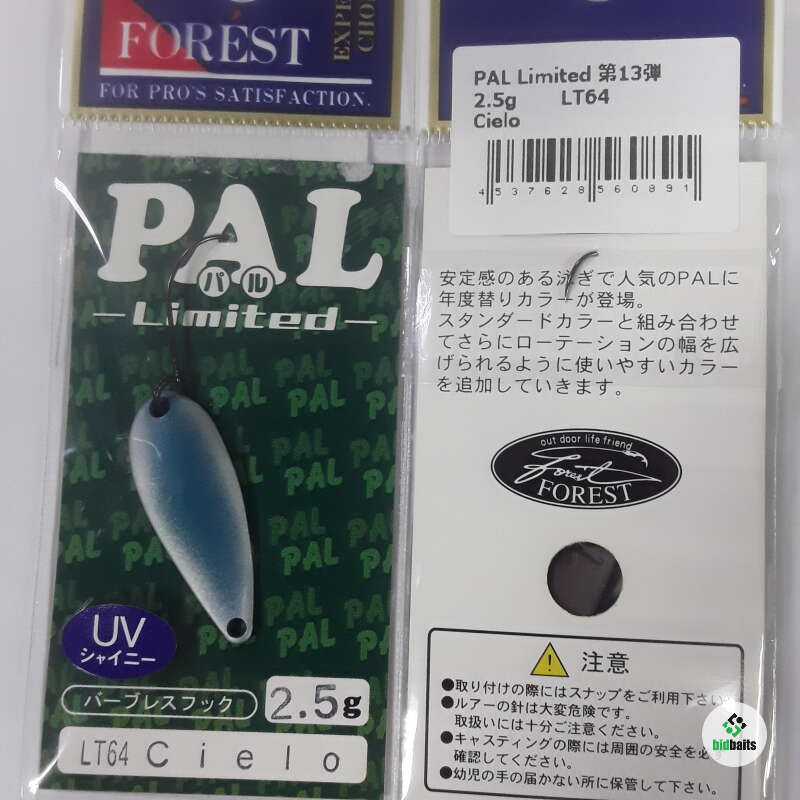 FORÉST
FOR PRO'S SATISFACTION.
PAL
パル
Limited
UV
シャイニー
バーブレスフック
2.5g
LT64 Cielo
PAL Limited 第13弾
2.5g LT64
Cielo
4537628560891
安定感のある泳ぎで人気のPALに
年度替りカラーが登場。
スタンダードカラーと組み合わせ
てさらにローテーションの幅を広
げられるように使いやすいカラー
を追加していきます。
out door life friend
Forest
FOREST
注意
●取り付けの際にはスナップをご利用下さい
●ルアーの針は大変危険です。
取扱いには十分ご注意ください。
●キャスティングの際には周囲の安全を必ず
確認してください。
●幼児の手の届かない所に保管して下さい。
bidbaits